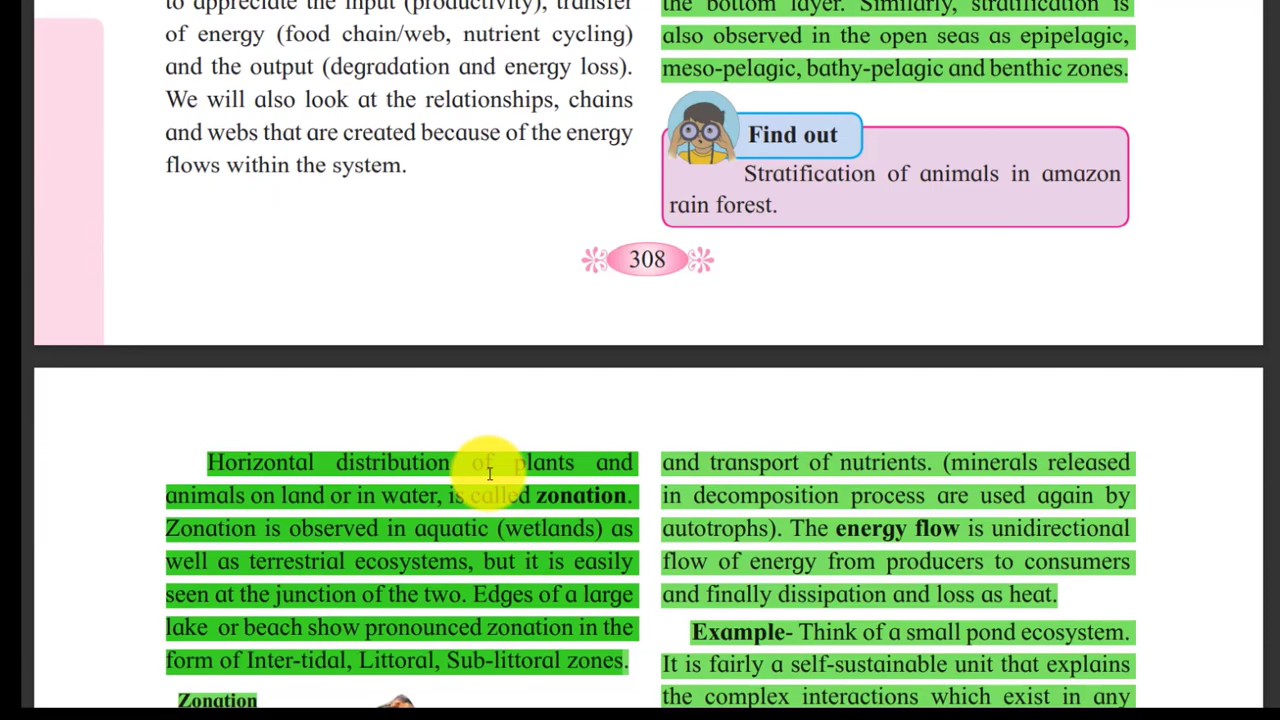 to appreciate the input (productivity), transfer
of energy (food chain/web, nutrient cycling)
and the output (degradation and energy loss).
We will also look at the relationships, chains
and webs that are created because of the energy
flows within the system.
the bottom layer. Similarly, stratification is
also observed in the open seas as epipelagic,
meso-pelagic, bathy-pelagic and benthic zones.
Find out
Stratification of animals in amazon
rain forest.
308
Horizontal distribution of plants and
animals on land or in water, is called zonation.
Zonation is observed in aquatic (wetlands) as
well as terrestrial ecosystems, but it is easily
seen at the junction of the two. Edges of a large
lake or beach show pronounced zonation in the
form of Inter-tidal, Littoral, Sub-littoral zones.
Zonation
and transport of nutrients. (minerals released
in decomposition process are used again by
autotrophs). The energy flow is unidirectional
flow of energy from producers to consumers
and finally dissipation and loss as heat.
Example- Think of a small pond ecosystem.
It is fairly a self-sustainable unit that explains
the complex interactions which exist in any